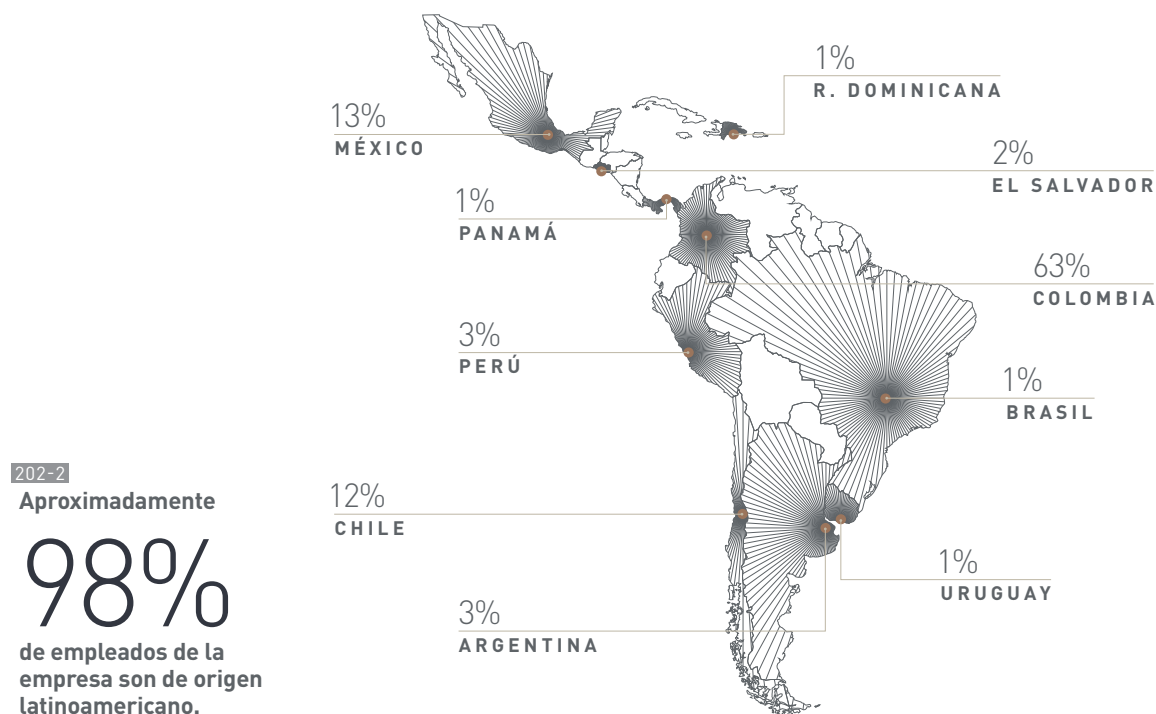 1%
R. DOMINICANA
13%
MÉXICO
2%
EL SALVADOR
1%
PANAMÁ
63%
COLOMBIA
3%
PERÚ
1%
BRASIL
202-2
Aproximadamente
98%
de empleados de la
empresa son de origen
latinoamericano.
12%
CHILE
1%
URUGUAY
3%
ARGENTINA